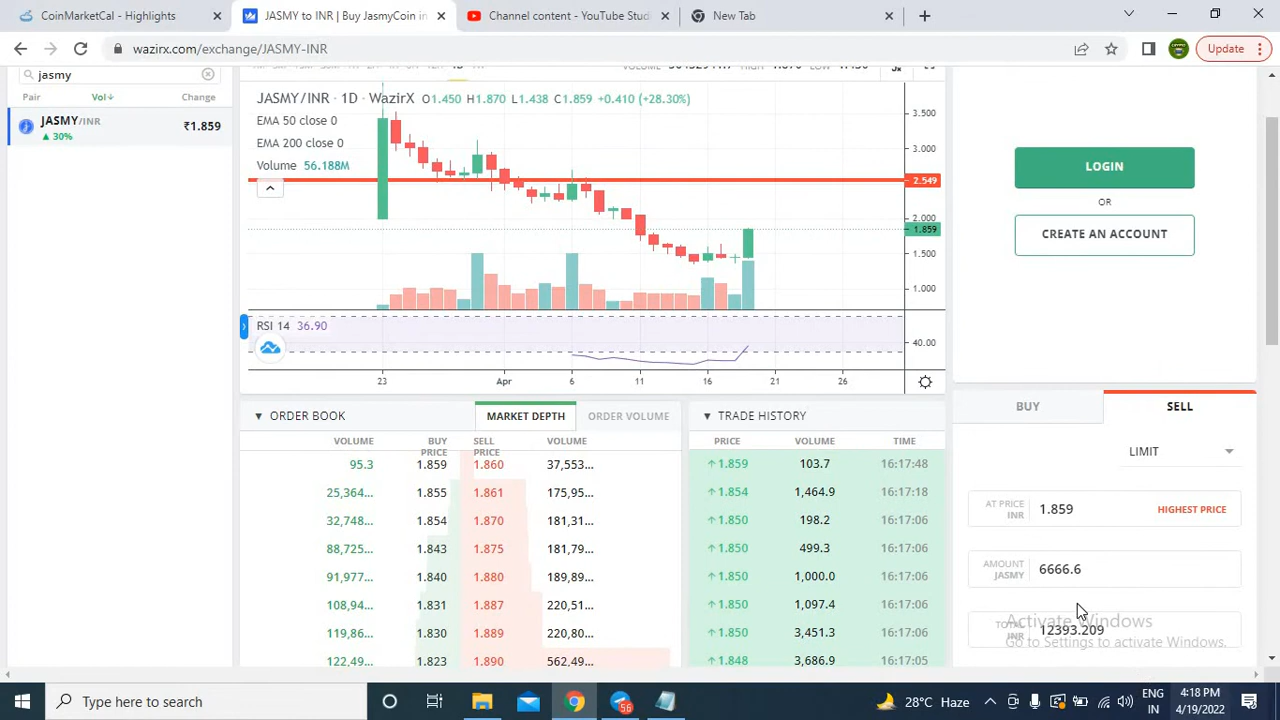 CoinMarketCal - Highlights
JASMY to INR | Buy JasmyCoin in
Channel content - YouTube Stud
New Tab
wazirx.com/exchange/JASMY-INR
Update
jasmy
Pair Vol Change
JASMY/INR ₹1.859
▲ 30%
JASMY/INR · 1D · WazirX O1.450 H1.870 L1.438 C1.859 +0.410 (+28.30%)
EMA 50 close 0
EMA 200 close 0
Volume 56.188M
3.500
3.000
2.549
2.000
1.859
1.500
1.000
RSI 14 36.90
40.00
23 Apr 6 11 16 21 26
LOGIN
OR
CREATE AN ACCOUNT
ORDER BOOK MARKET DEPTH ORDER VOLUME
VOLUME BUY PRICE SELL PRICE VOLUME
95.3 1.859 1.860 37,553...
25,364... 1.855 1.861 175,95...
32,748... 1.854 1.870 181,31...
88,725... 1.843 1.875 181,79...
91,977... 1.840 1.880 189,89...
108,94... 1.831 1.887 220,51...
119,86... 1.830 1.889 220,80...
122,49... 1.823 1.890 562,49...
TRADE HISTORY
PRICE VOLUME TIME
1.859 103.7 16:17:48
1.854 1,464.9 16:17:18
1.850 198.2 16:17:06
1.850 499.3 16:17:06
1.850 1,000.0 16:17:06
1.850 1,097.4 16:17:06
1.850 3,451.3 16:17:06
1.848 3,686.9 16:17:05
BUY SELL
LIMIT
AT PRICE INR 1.859 HIGHEST PRICE
AMOUNT JASMY 6666.6
TOTAL INR 12393.209
Activate Windows
Go to Settings to activate Windows.
Type here to search
56
28°C Haze
ENG
IN
4:18 PM
4/19/2022